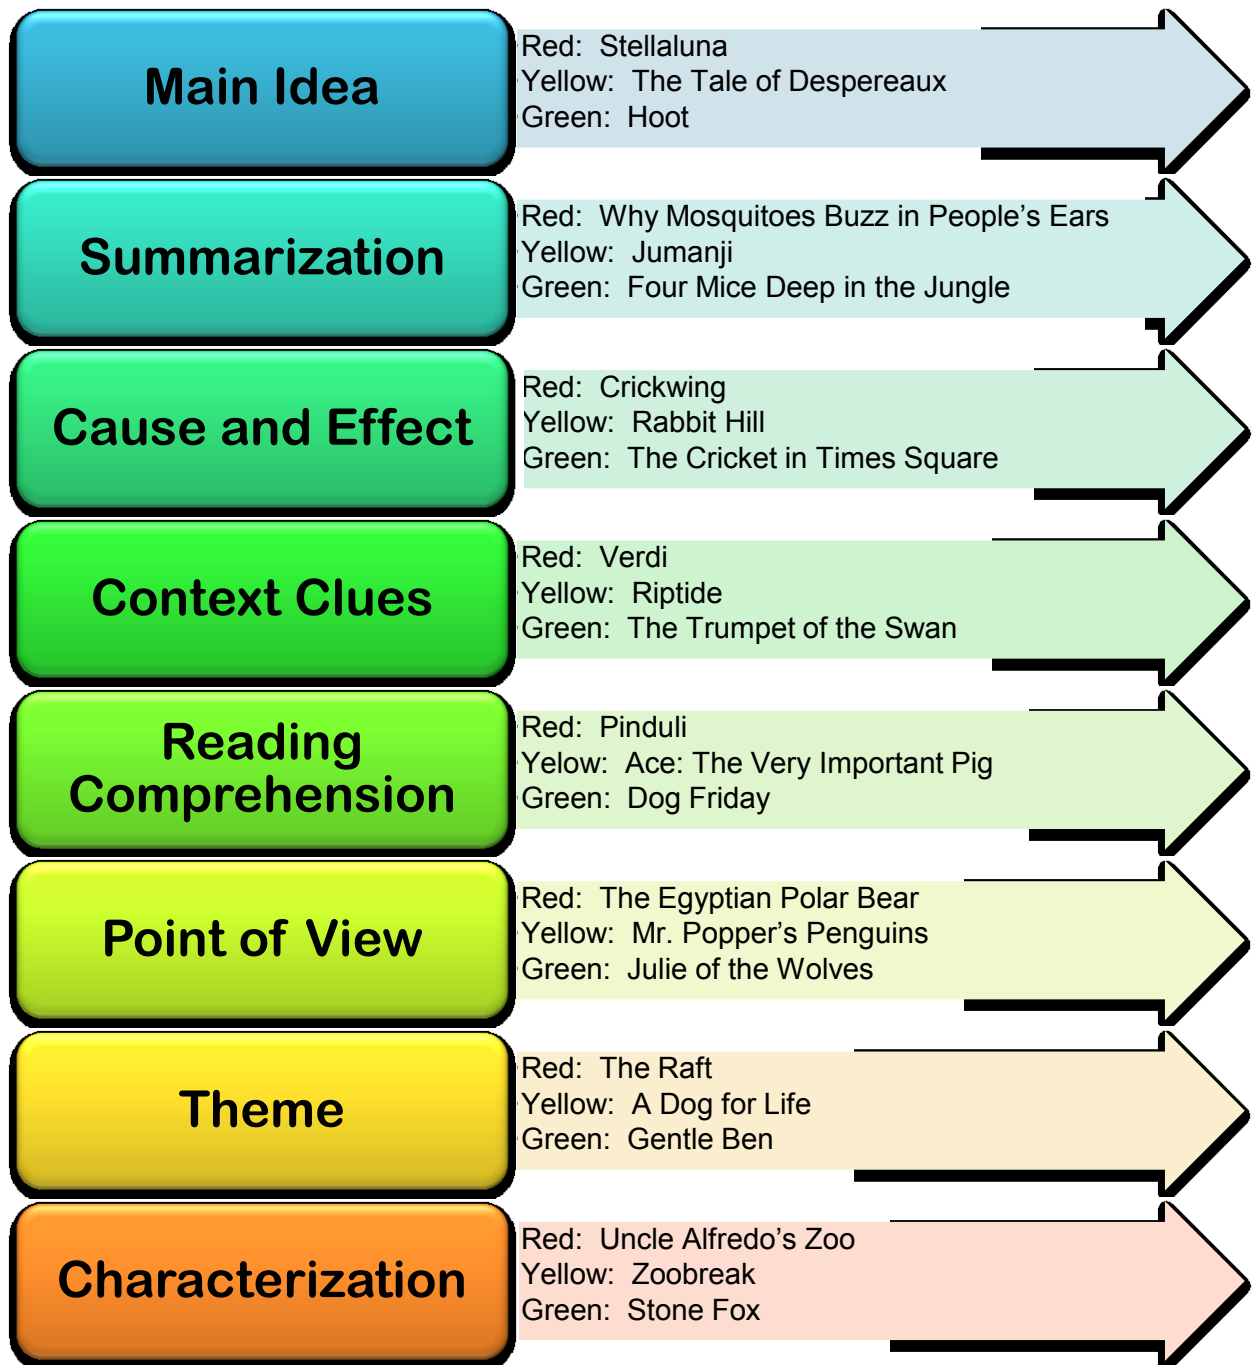 Main Idea
Red:  Stellaluna
Yellow:  The Tale of Despereaux
Green:  Hoot
Summarization
Red:  Why Mosquitoes Buzz in People’s Ears
Yellow:  Jumanji
Green:  Four Mice Deep in the Jungle
Cause and Effect
Red:  Crickwing
Yellow:  Rabbit Hill
Green:  The Cricket in Times Square
Context Clues
Red:  Verdi
Yellow:  Riptide
Green:  The Trumpet of the Swan
Reading
Comprehension
Red:  Pinduli
Yelow:  Ace: The Very Important Pig
Green:  Dog Friday
Point of View
Red:  The Egyptian Polar Bear
Yellow:  Mr. Popper’s Penguins
Green:  Julie of the Wolves
Theme
Red:  The Raft
Yellow:  A Dog for Life
Green:  Gentle Ben
Characterization
Red:  Uncle Alfredo’s Zoo
Yellow:  Zoobreak
Green:  Stone Fox